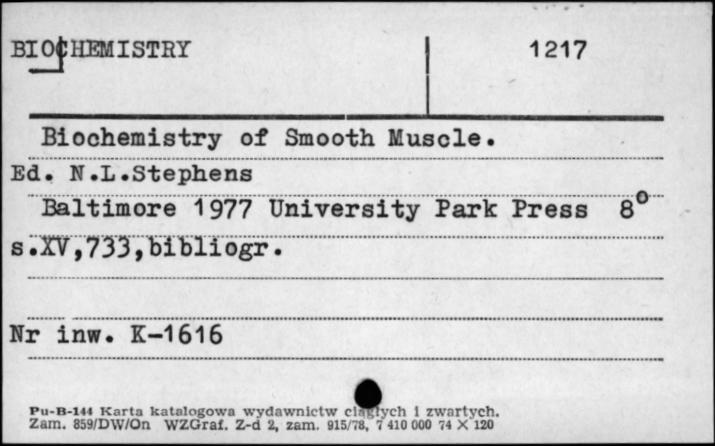 BIOCHEMISTRY 1217
Biochemistry of Smooth Muscle.
Ed. N.L.Stephens
Baltimore 1977 University Park Press 8°
s.XV,733,bibliogr.
Nr inw. K-1616
Pu-B-144 Karta katalogowa wydawnictw ciągłych i zwartych.
Zam. 859/DW/On WZGraf. Z-d 2, zam. 915/78, 7 410 000 74 X 120